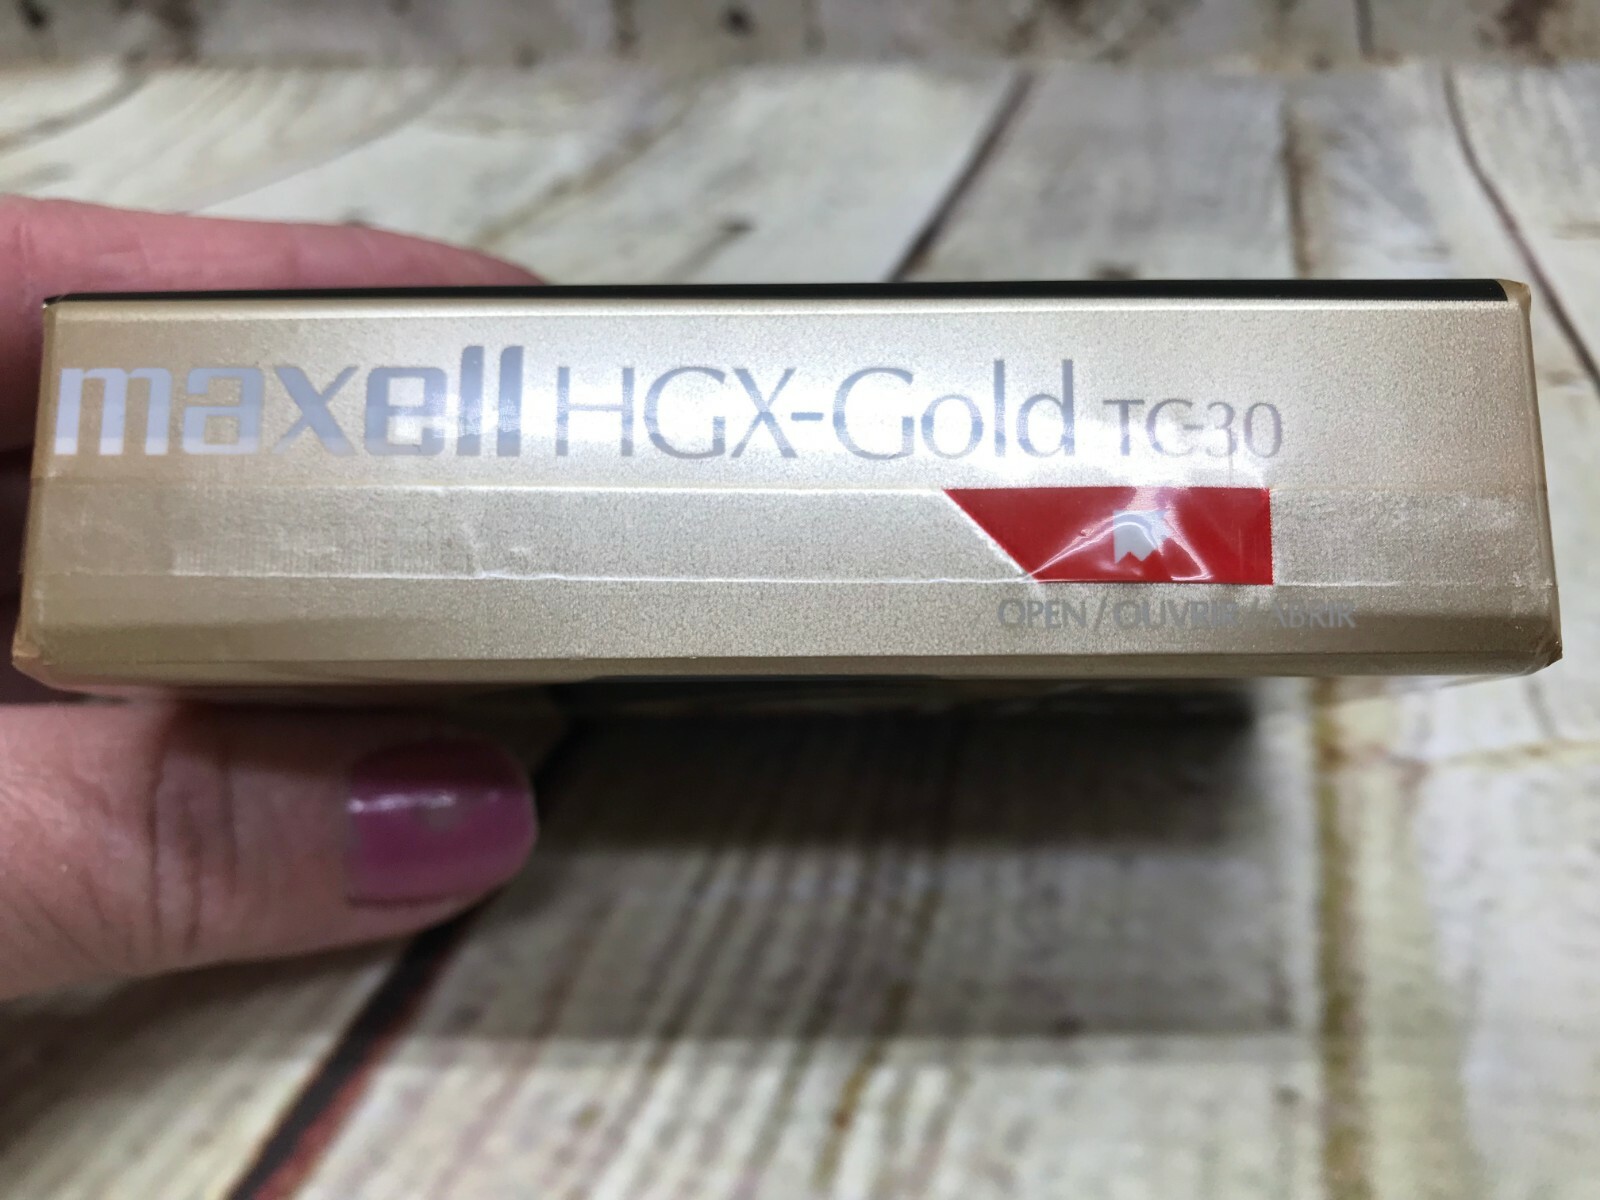 maxell HGX-Gold TC-30
OPEN / OUVRIR / ABRIR